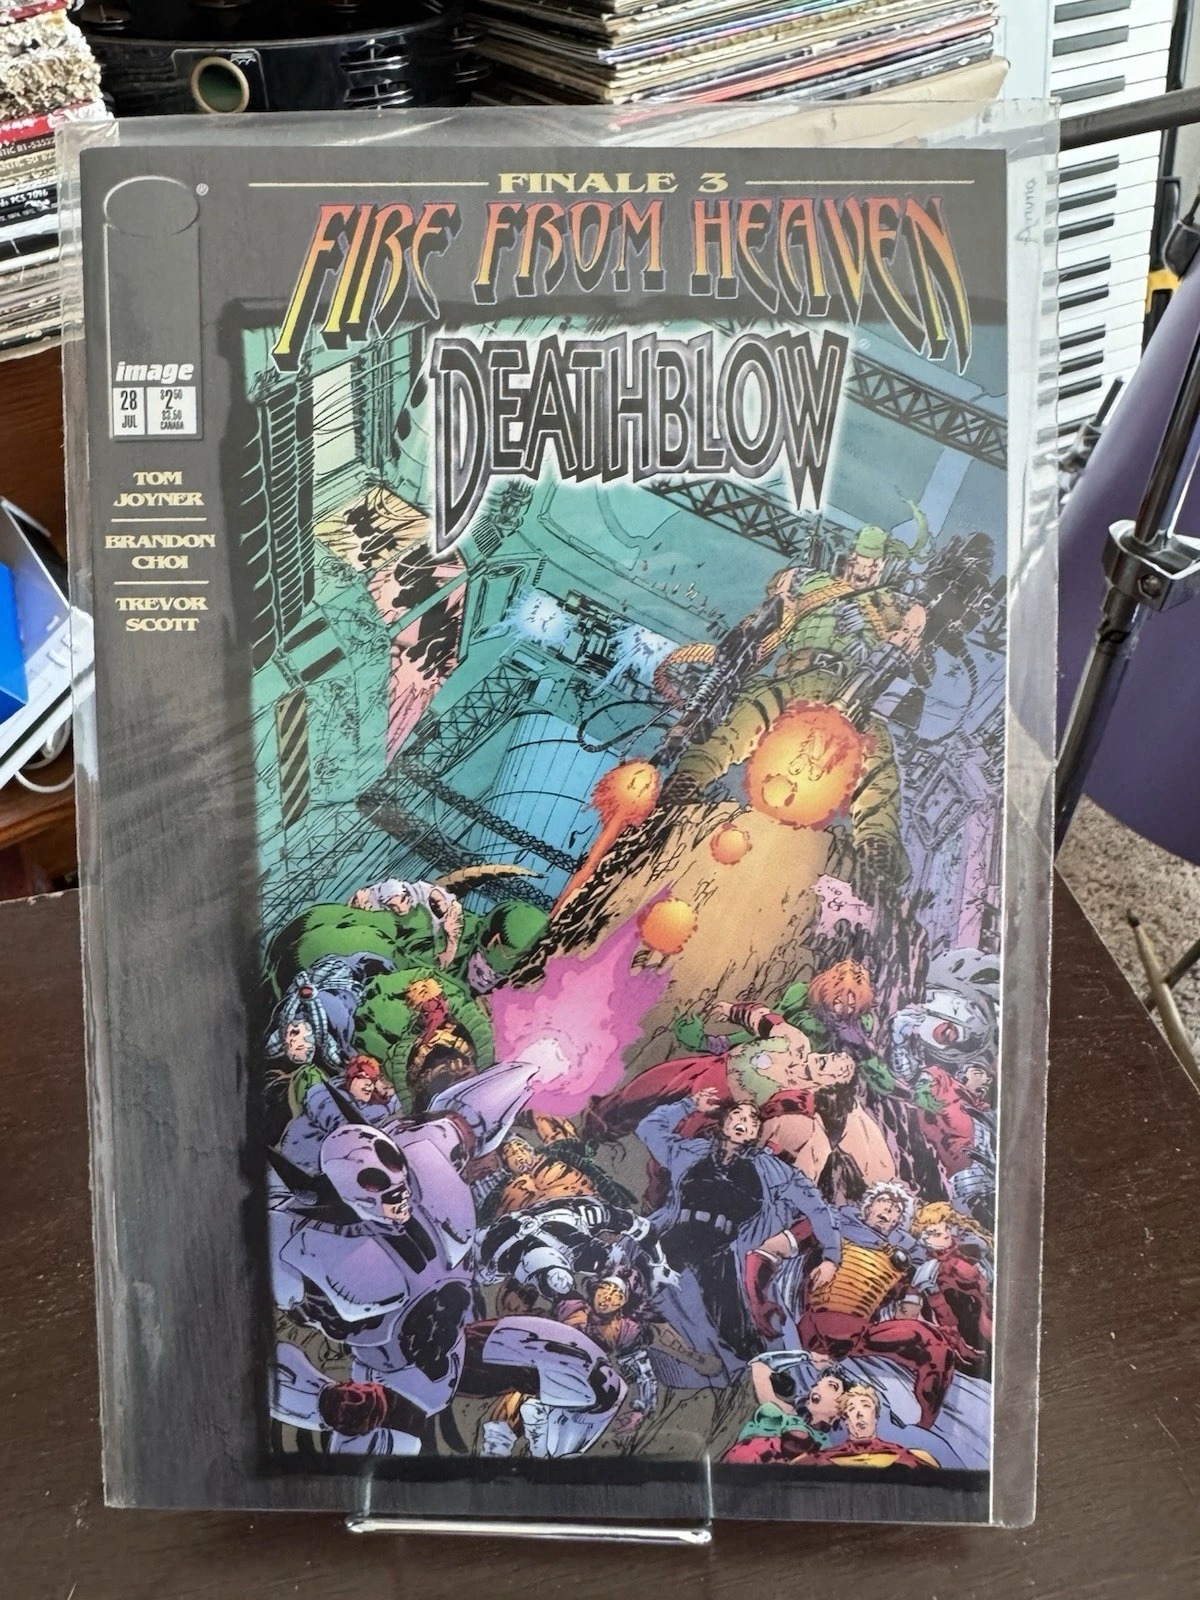 FINALE 3
FIRE FROM HEAVEN
DEATHBLOW
image
28
JUL
$2.50
$3.50
CANADA
TOM
JOYNER
BRANDON
CHOI
TREVOR
SCOTT